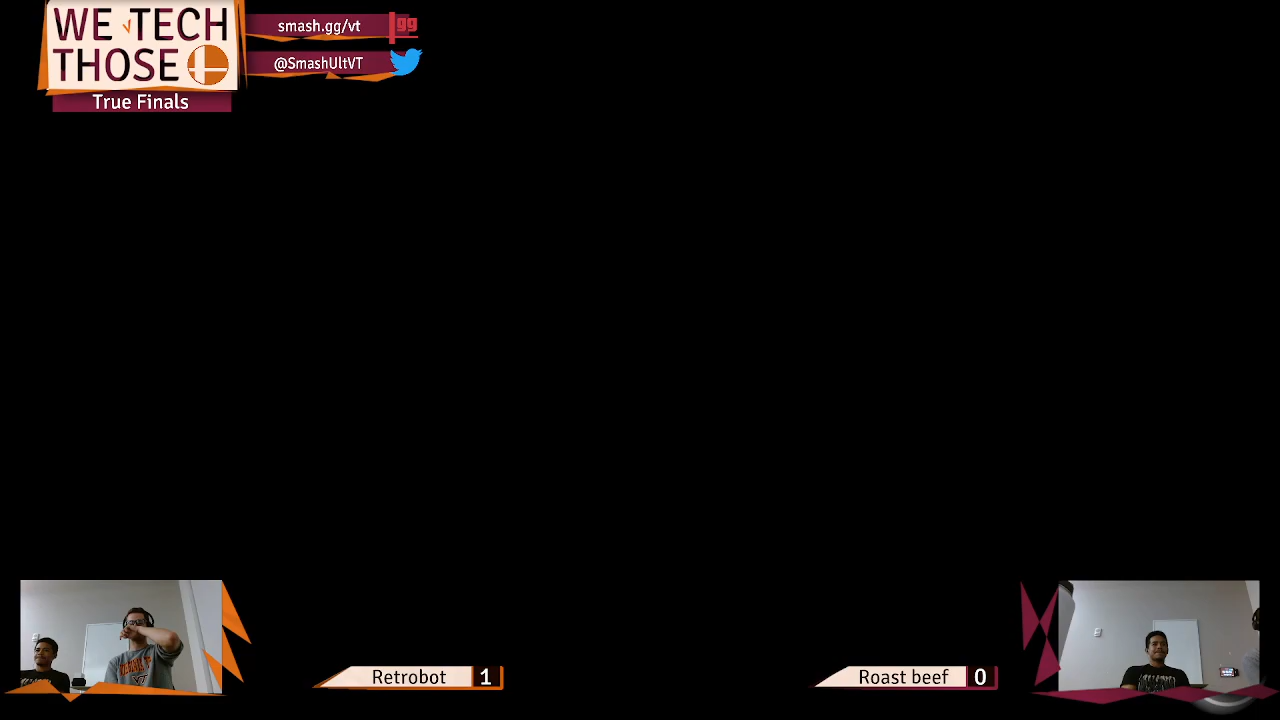 WE TECH
THOSE
True Finals
smash.gg/vt
gg
@SmashUltVT
Retrobot 1
Roast beef 0